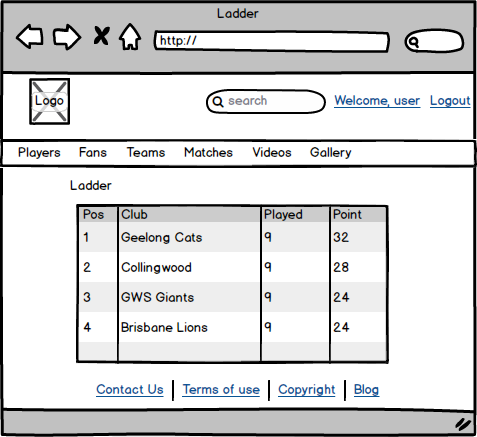 Ladder
http://
Logo
search
Welcome, user Logout
Players Fans Teams Matches Videos Gallery
Ladder
Pos Club Played Point
1 Geelong Cats 9 32
2 Collingwood 9 28
3 GWS Giants 9 24
4 Brisbane Lions 9 24
Contact Us Terms of use Copyright Blog